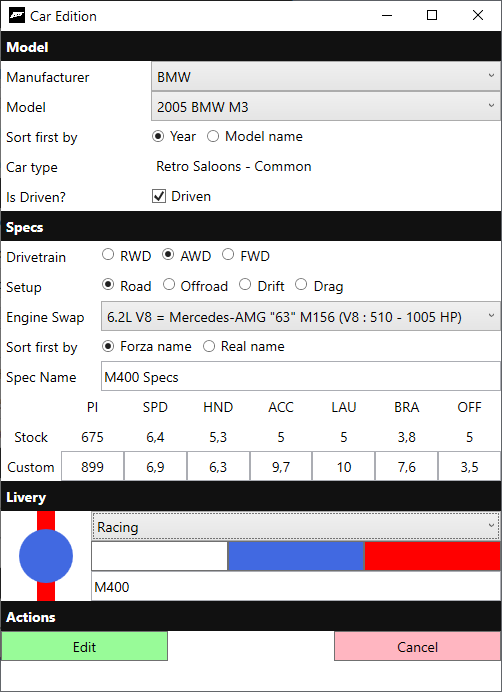 Car Edition
Model
Manufacturer BMW
Model 2005 BMW M3
Sort first by Year Model name
Car type Retro Saloons - Common
Is Driven? Driven
Specs
Drivetrain RWD AWD FWD
Setup Road Offroad Drift Drag
Engine Swap 6.2L V8 = Mercedes-AMG "63" M156 (V8 : 510 - 1005 HP)
Sort first by Forza name Real name
Spec Name M400 Specs
PI SPD HND ACC LAU BRA OFF
Stock 675 6,4 5,3 5 5 3,8 5
Custom 899 6,9 6,3 9,7 10 7,6 3,5
Livery
Racing
M400
Actions
Edit Cancel